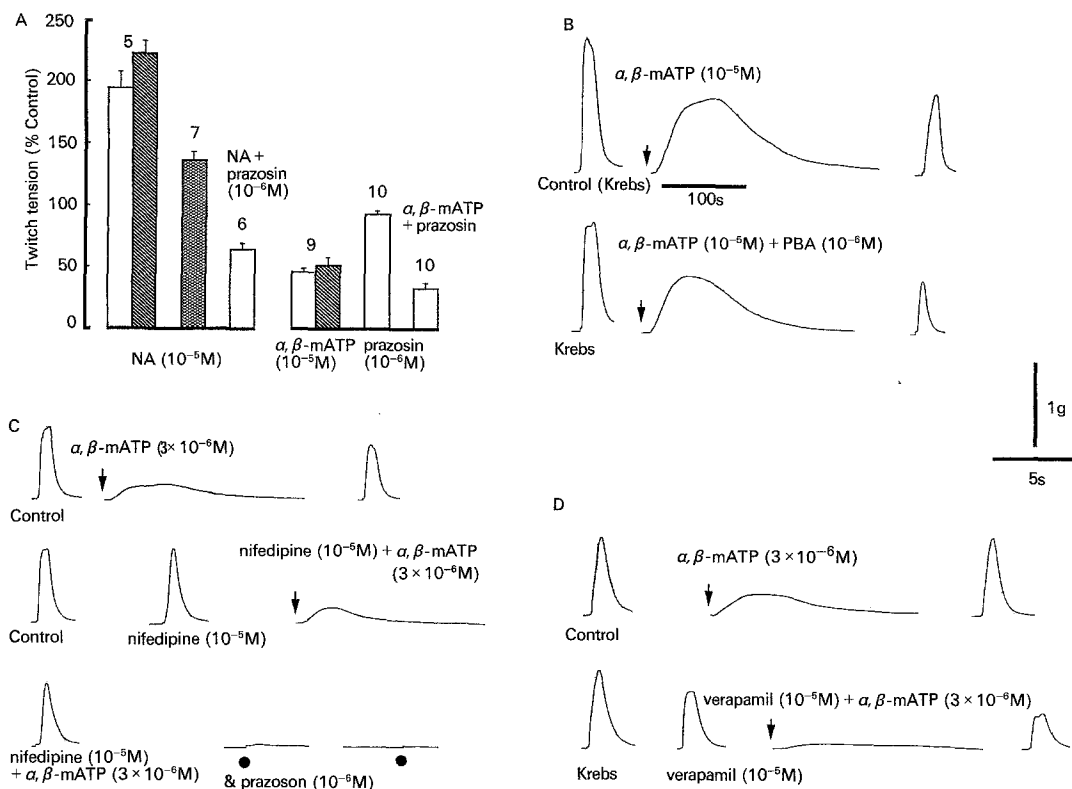 A
Twitch tension (% Control)
250
200
150
100
50
0
5
7
NA +
prazosin
(10⁻⁶M)
6
9
10
α, β-mATP
+ prazosin
10
NA (10⁻⁵M)
α, β-mATP
(10⁻⁵M)
prazosin
(10⁻⁶M)
B
α, β-mATP (10⁻⁵M)
Control (Krebs)
100s
α, β-mATP (10⁻⁵M) + PBA (10⁻⁶M)
Krebs
1g
5s
C
α, β-mATP (3× 10⁻⁶M)
Control
nifedipine (10⁻⁵M) + α, β-mATP
(3 × 10⁻⁶M)
Control
nifedipine (10⁻⁵M)
nifedipine (10⁻⁵M)
+ α, β-mATP (3 × 10⁻⁶M)
& prazoson (10⁻⁶M)
D
α, β-mATP (3 × 10⁻⁶M)
Control
verapamil (10⁻⁵M) + α, β-mATP (3 × 10⁻⁶M)
Krebs
verapamil (10⁻⁵M)